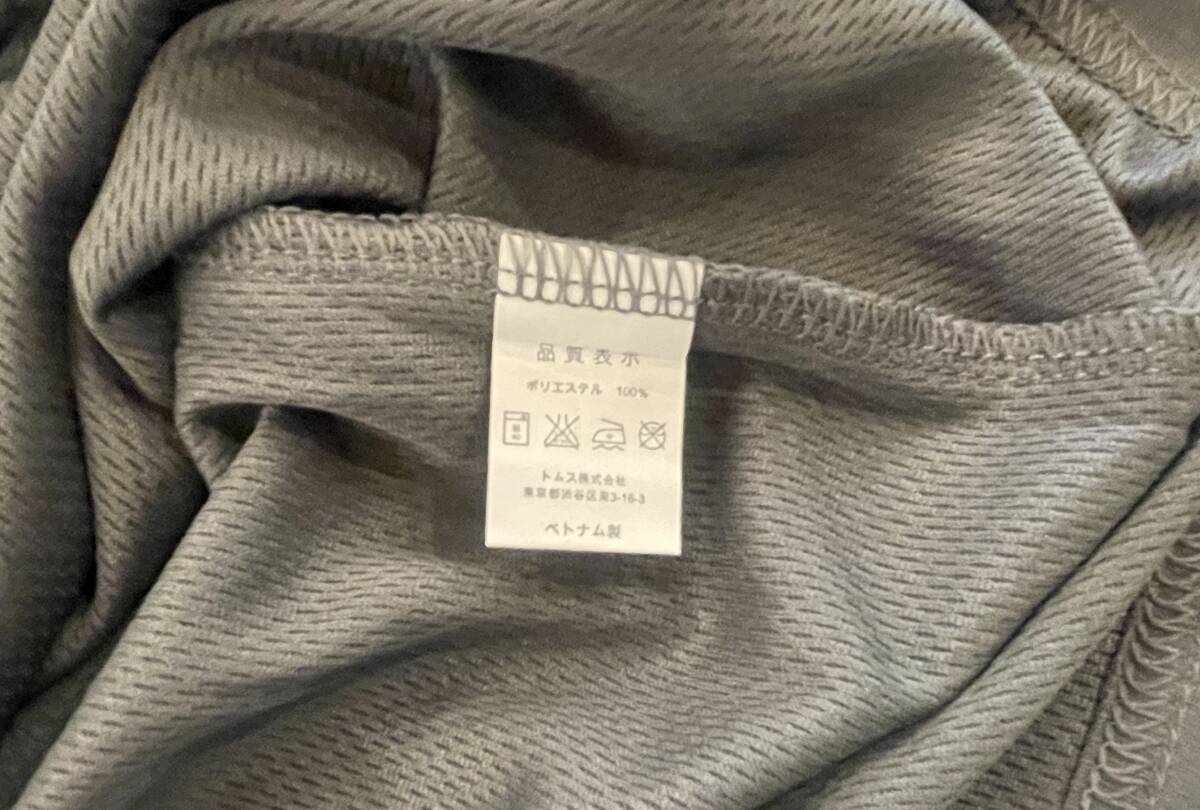 品質表示
ポリエステル 100%
トムス株式会社
東京都渋谷区東3-16-3
ベトナム製